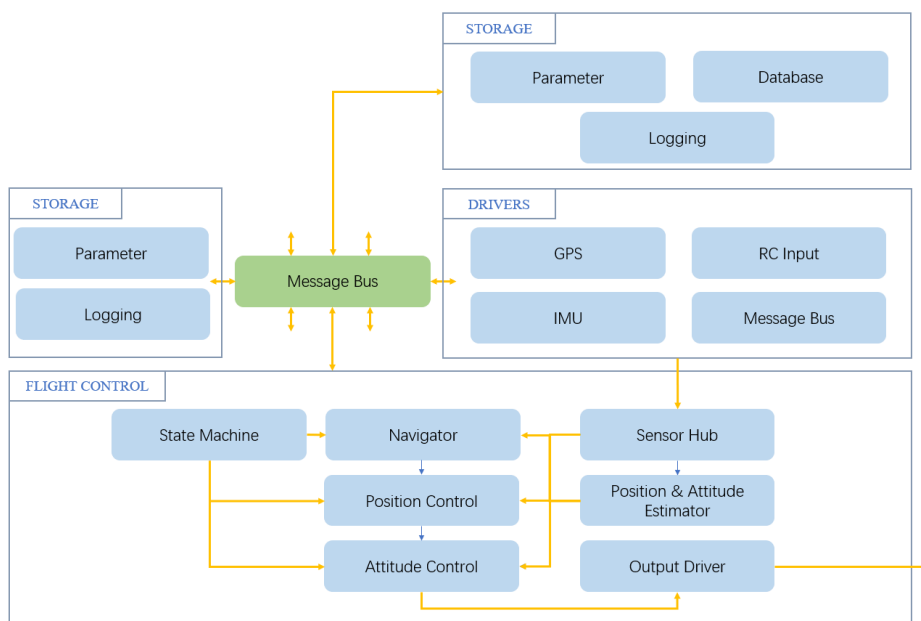 STORAGE
Parameter
Database
Logging
STORAGE
Parameter
Logging
Message Bus
DRIVERS
GPS
RC Input
IMU
Message Bus
FLIGHT CONTROL
State Machine
Navigator
Sensor Hub
Position Control
Position & Attitude
Estimator
Attitude Control
Output Driver